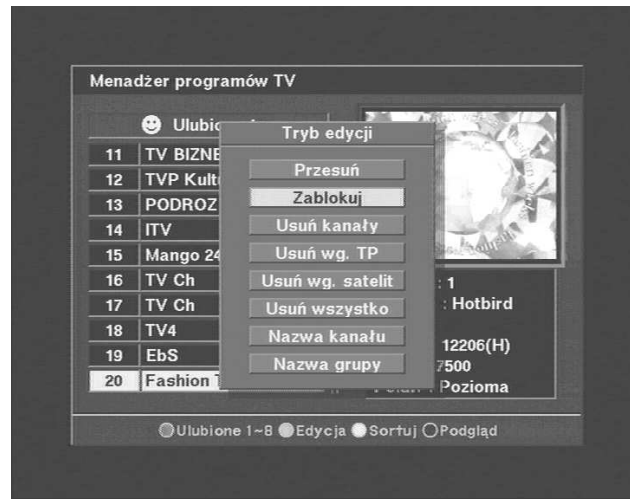 Menadżer programów TV
Tryb edycji
11 TV BIZNE
12 TVP Kult
13 PODROZ
14 ITV
15 Mango 24
16 TV Ch
17 TV Ch
18 TV4
19 EbS
20 Fashion T
Przesuń
Zablokuj
Usuń kanały
Usuń wg. TP
Usuń wg. satelit
Usuń wszystko
Nazwa kanału
Nazwa grupy
: 1
: Hotbird
12206(H)
: Pozioma
Ulubione 1~8 Edycja Sortuj Podgląd